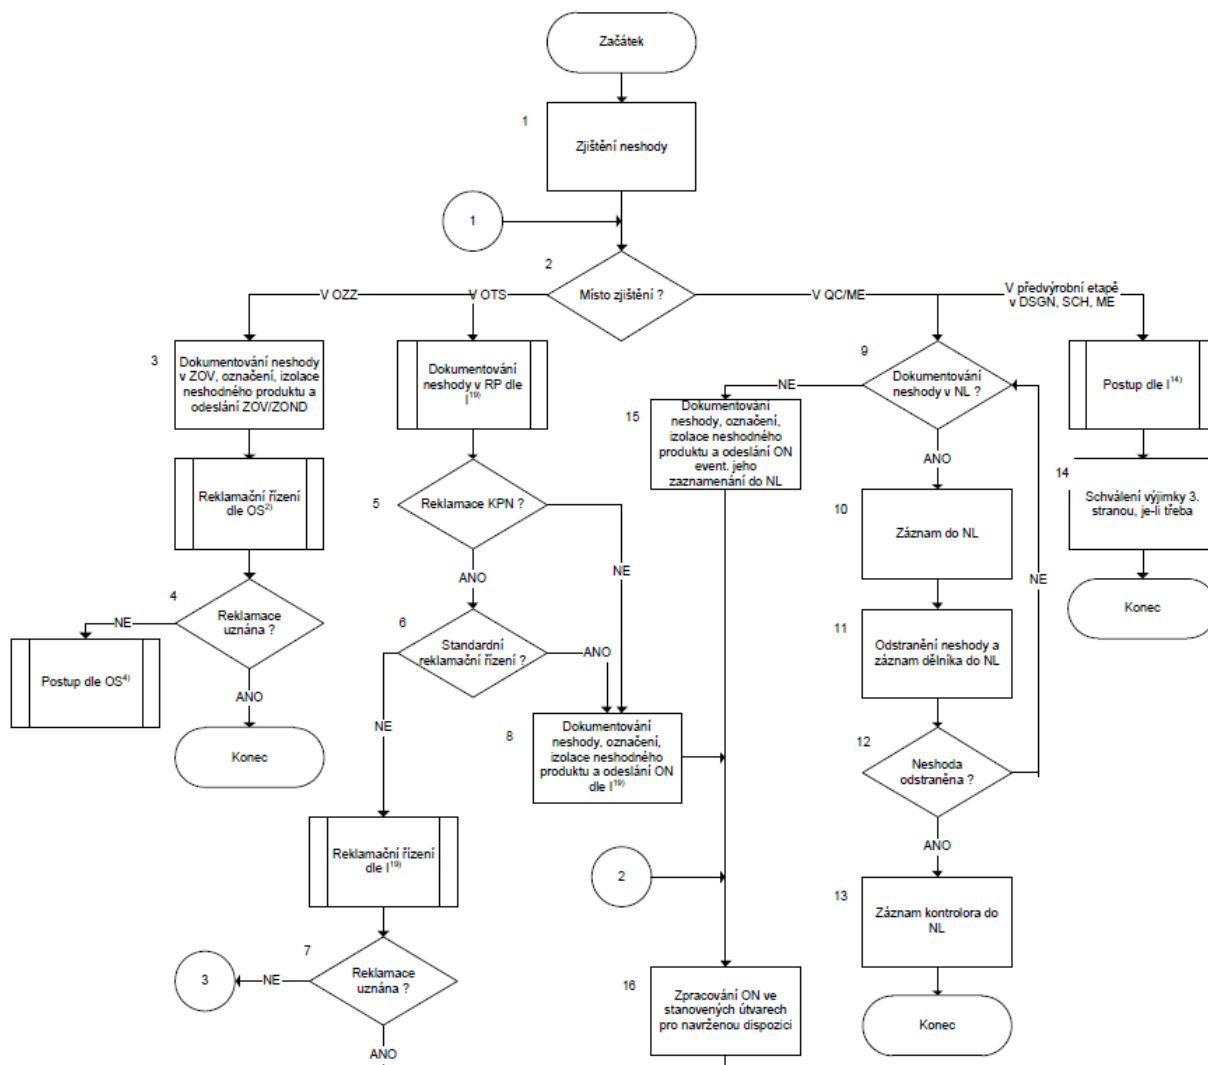 Začátek
1
Zjištění neshody
1
2
Místo zjištění ?
V OZZ
V OTS
V QC/ME
V předvýrobní etapě
v DSGN, SCH, ME
3
Dokumentování neshody
v ZOV, označení, izolace
neshodného produktu a
odeslání ZOV/ZOND
Dokumentování
neshody v RP dle
I19)
9
Dokumentování
neshody v NL ?
NE
Postup dle I14)
15
Dokumentování
neshody, označení,
izolace neshodného
produktu a odeslání ON
event. jeho
zaznamenání do NL
ANO
Reklamační řízení
dle OS2)
5
Reklamace KPN ?
10
Záznam do NL
14
Schválení výjimky 3.
stranou, je-li třeba
NE
ANO
NE
4
Reklamace
uznána ?
NE
6
Standardní
reklamační řízení ?
ANO
11
Odstranění neshody a
záznam dělníka do NL
Konec
Postup dle OS4)
ANO
Konec
NE
8
Dokumentování
neshody, označení,
izolace neshodného
produktu a odeslání ON
dle I19)
12
Neshoda
odstraněna ?
ANO
Reklamační řízení
dle I19)
2
13
Záznam kontrolora do
NL
7
Reklamace
uznána ?
NE
3
16
Zpracování ON ve
stanovených útvarech
pro navrženou dispozici
Konec
ANO